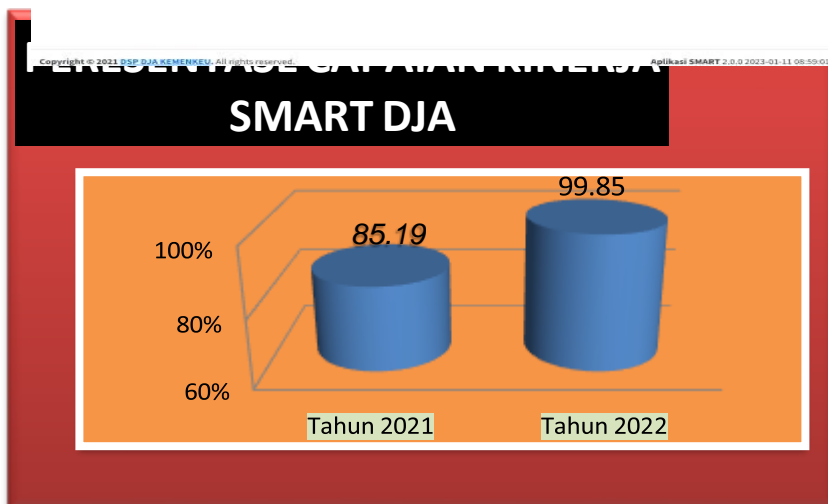 Copyright © 2021 DSP DJA KEMENKEU. All rights reserved.
Aplikasi SMART 2.0.0 2023-01-11 08:59:01
SMART DJA
99.85
85.19
100%
80%
60%
Tahun 2021
Tahun 2022